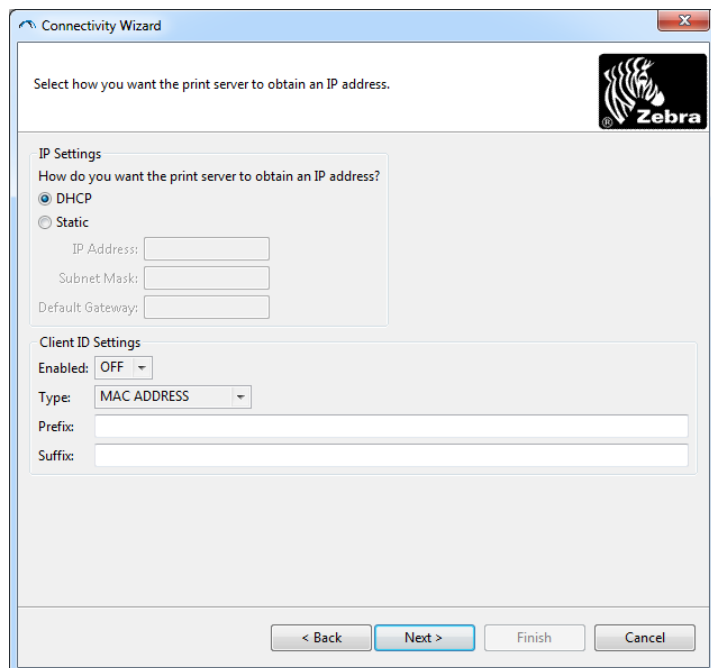 Connectivity Wizard
Select how you want the print server to obtain an IP address.
® Zebra
IP Settings
How do you want the print server to obtain an IP address?
DHCP
Static
IP Address:
Subnet Mask:
Default Gateway:
Client ID Settings
Enabled: OFF
Type: MAC ADDRESS
Prefix:
Suffix:
< Back Next > Finish Cancel